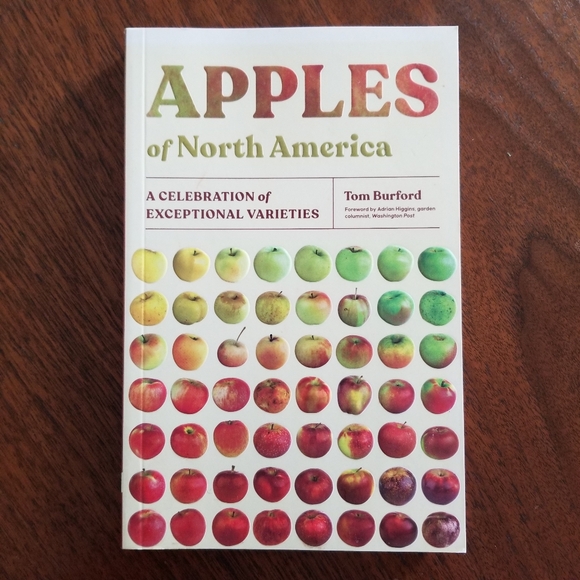 APPLES
of North America
A CELEBRATION of
EXCEPTIONAL VARIETIES
Tom Burford
Foreword by Adrian Higgins, garden
columnist, Washington Post